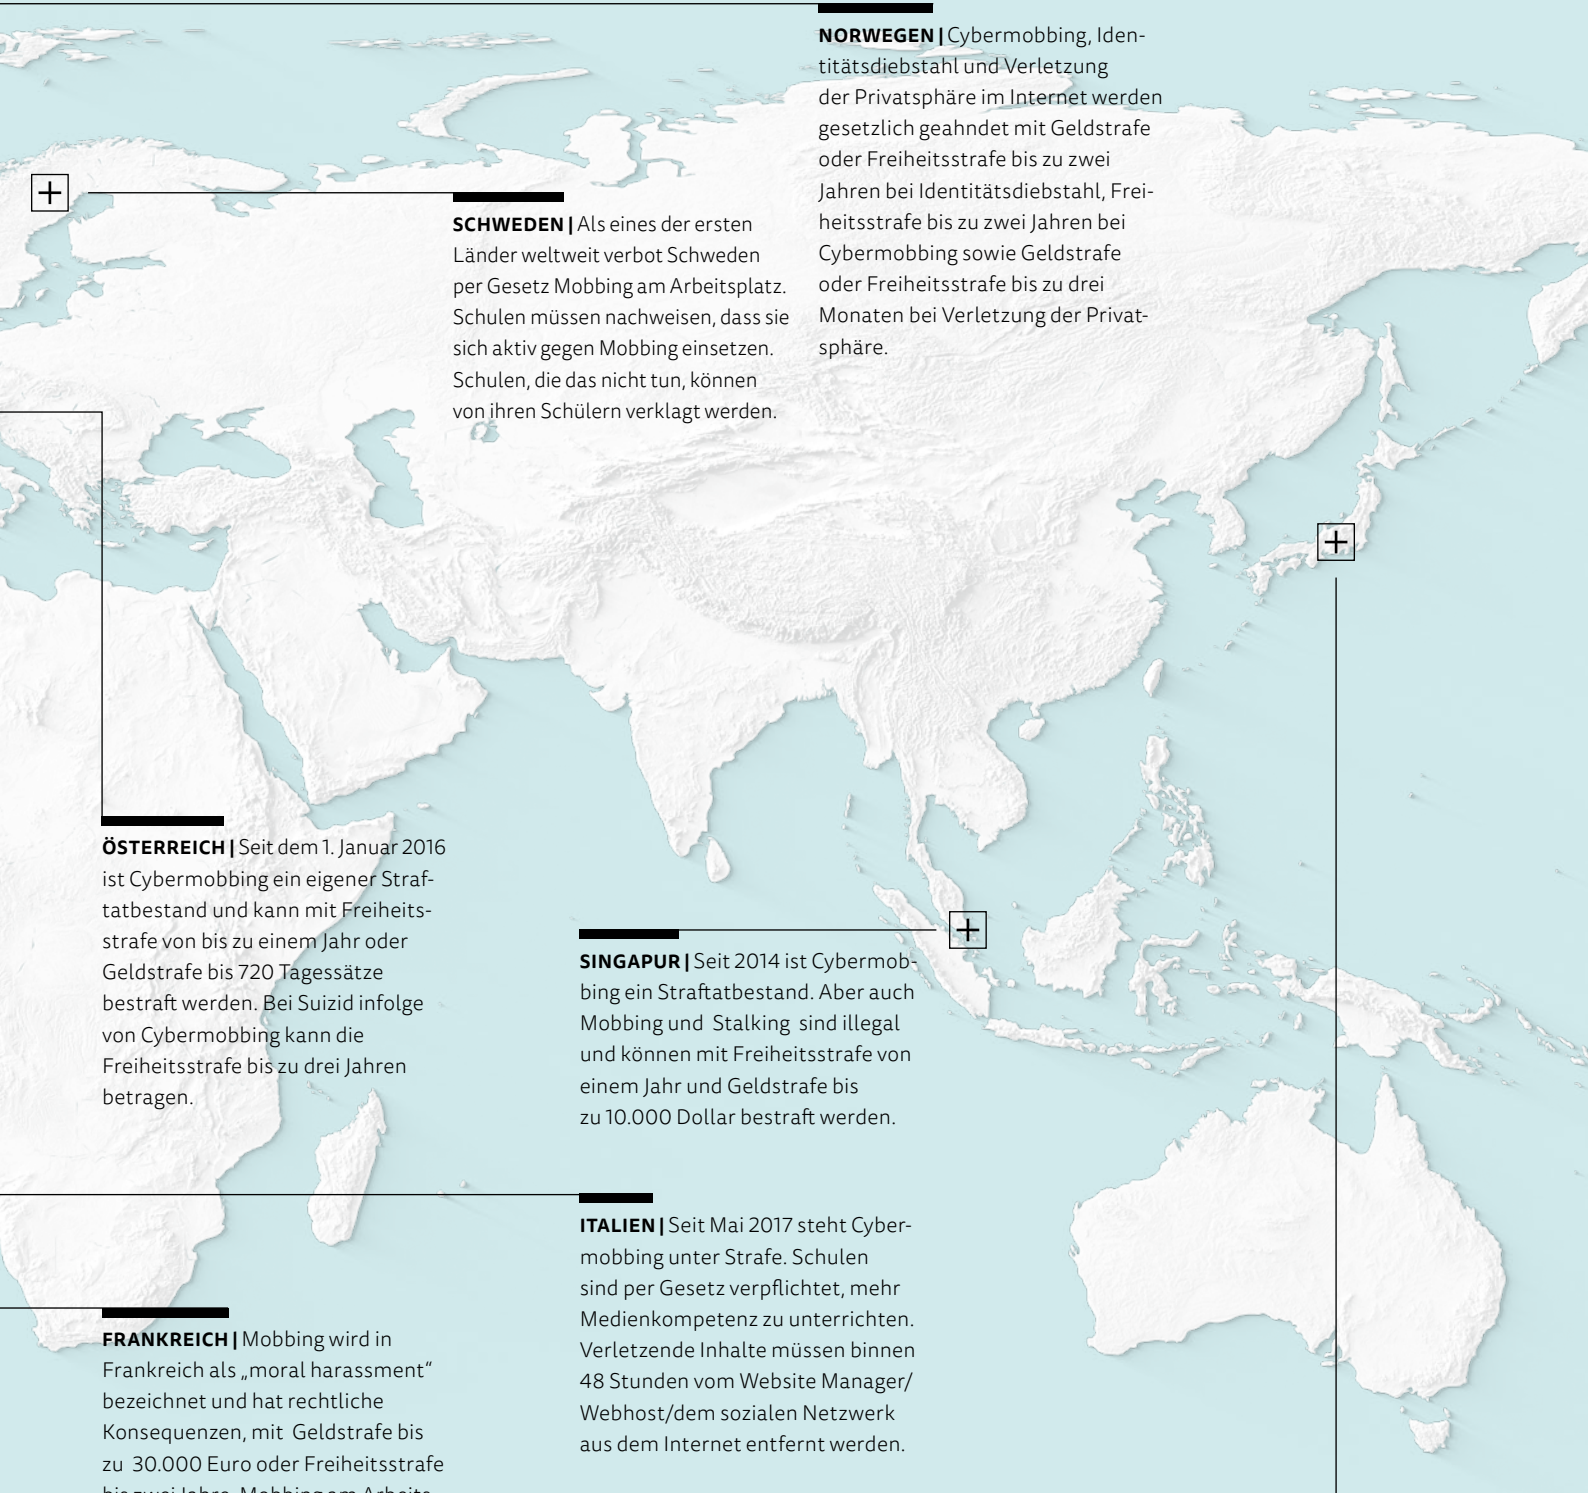 NORWEGEN | Cybermobbing, Iden-
titätsdiebstahl und Verletzung
der Privatsphäre im Internet werden
gesetzlich geahndet mit Geldstrafe
oder Freiheitsstrafe bis zu zwei
Jahren bei Identitätsdiebstahl, Frei-
heitsstrafe bis zu zwei Jahren bei
Cybermobbing sowie Geldstrafe
oder Freiheitsstrafe bis zu drei
Monaten bei Verletzung der Privat-
sphäre.
SCHWEDEN | Als eines der ersten
Länder weltweit verbot Schweden
per Gesetz Mobbing am Arbeitsplatz.
Schulen müssen nachweisen, dass sie
sich aktiv gegen Mobbing einsetzen.
Schulen, die das nicht tun, können
von ihren Schülern verklagt werden.
ÖSTERREICH | Seit dem 1. Januar 2016
ist Cybermobbing ein eigener Straf-
tatbestand und kann mit Freiheits-
strafe von bis zu einem Jahr oder
Geldstrafe bis 720 Tagessätze
bestraft werden. Bei Suizid infolge
von Cybermobbing kann die
Freiheitsstrafe bis zu drei Jahren
betragen.
SINGAPUR | Seit 2014 ist Cybermob-
bing ein Straftatbestand. Aber auch
Mobbing und Stalking sind illegal
und können mit Freiheitsstrafe von
einem Jahr und Geldstrafe bis
zu 10.000 Dollar bestraft werden.
ITALIEN | Seit Mai 2017 steht Cyber-
mobbing unter Strafe. Schulen
sind per Gesetz verpflichtet, mehr
Medienkompetenz zu unterrichten.
Verletzende Inhalte müssen binnen
48 Stunden vom Website Manager/
Webhost/dem sozialen Netzwerk
aus dem Internet entfernt werden.
FRANKREICH | Mobbing wird in
Frankreich als „moral harassment“
bezeichnet und hat rechtliche
Konsequenzen, mit Geldstrafe bis
zu 30.000 Euro oder Freiheitsstrafe
bis zwei Jahre. Mobbing am Arbeits-